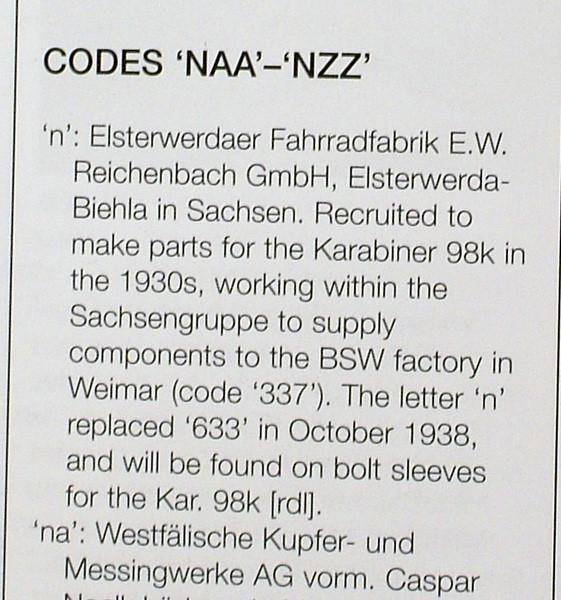 CODES ‘NAA’–‘NZZ’
‘n’: Elsterwerdaer Fahrradfabrik E.W.
Reichenbach GmbH, Elsterwerda-
Biehla in Sachsen. Recruited to
make parts for the Karabiner 98k in
the 1930s, working within the
Sachsengruppe to supply
components to the BSW factory in
Weimar (code ‘337’). The letter ‘n’
replaced ‘633’ in October 1938,
and will be found on bolt sleeves
for the Kar. 98k [rdl].
‘na’: Westfälische Kupfer- und
Messingwerke AG vorm. Caspar